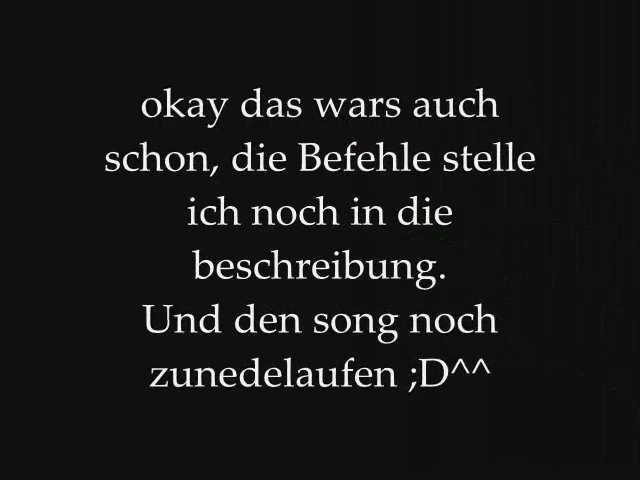 okay das wars auch
schon, die Befehle stelle
ich noch in die
beschreibung.
Und den song noch
zunedelaufen ;D^^